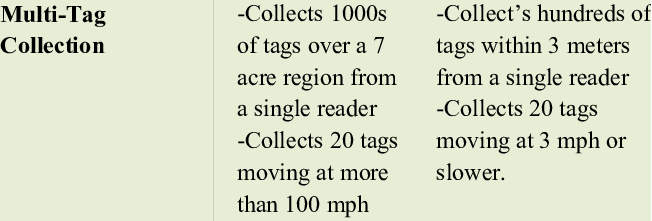 Multi-Tag
Collection
-Collects 1000s
of tags over a 7
acre region from
a single reader
-Collects 20 tags
moving at more
than 100 mph
-Collect’s hundreds of
tags within 3 meters
from a single reader
-Collects 20 tags
moving at 3 mph or
slower.